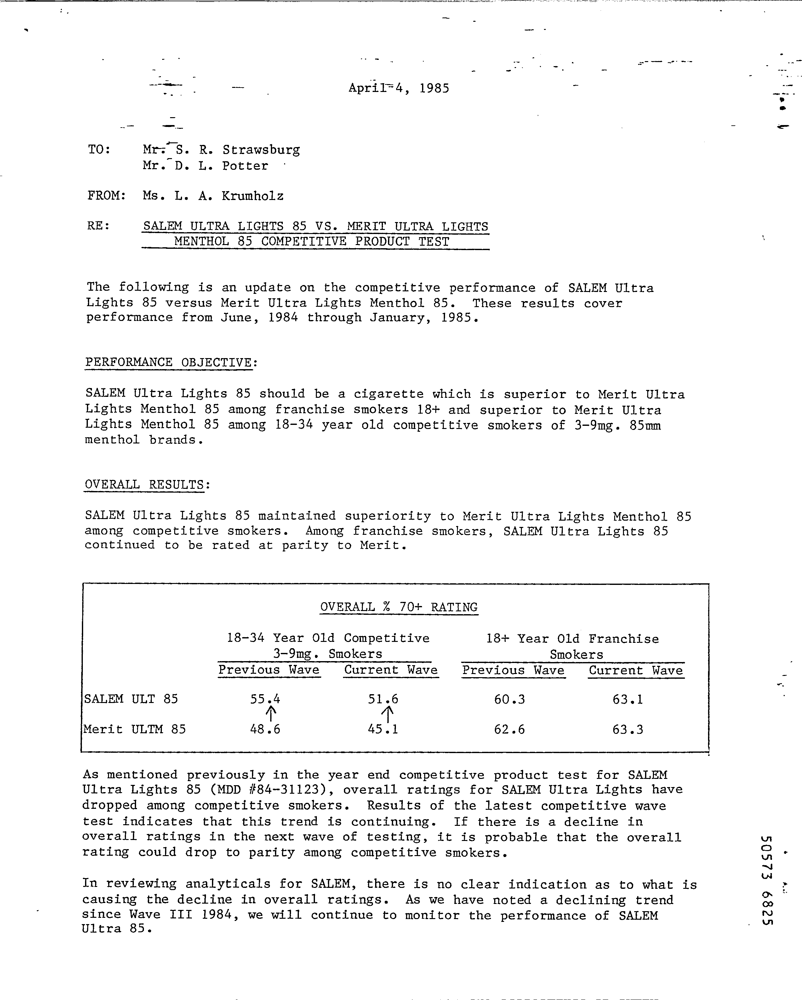 April 4, 1985
TO: Mr. S. R. Strawsburg
Mr. D. L. Potter
FROM: Ms. L. A. Krumholz
RE: SALEM ULTRA LIGHTS 85 VS. MERIT ULTRA LIGHTS
MENTHOL 85 COMPETITIVE PRODUCT TEST
The following is an update on the competitive performance of SALEM Ultra
Lights 85 versus Merit Ultra Lights Menthol 85. These results cover
performance from June, 1984 through January, 1985.
PERFORMANCE OBJECTIVE:
SALEM Ultra Lights 85 should be a cigarette which is superior to Merit Ultra
Lights Menthol 85 among franchise smokers 18+ and superior to Merit Ultra
Lights Menthol 85 among 18-34 year old competitive smokers of 3-9mg. 85mm
menthol brands.
OVERALL RESULTS:
SALEM Ultra Lights 85 maintained superiority to Merit Ultra Lights Menthol 85
among competitive smokers. Among franchise smokers, SALEM Ultra Lights 85
continued to be rated at parity to Merit.
OVERALL % 70+ RATING
18-34 Year Old Competitive 18+ Year Old Franchise
3-9mg. Smokers Smokers
Previous Wave Current Wave Previous Wave Current Wave
SALEM ULT 85 55.4 51.6 60.3 63.1
↑ ↑
Merit ULTM 85 48.6 45.1 62.6 63.3
As mentioned previously in the year end competitive product test for SALEM
Ultra Lights 85 (MDD #84-31123), overall ratings for SALEM Ultra Lights have
dropped among competitive smokers. Results of the latest competitive wave
test indicates that this trend is continuing. If there is a decline in
overall ratings in the next wave of testing, it is probable that the overall
rating could drop to parity among competitive smokers.
In reviewing analyticals for SALEM, there is no clear indication as to what is
causing the decline in overall ratings. As we have noted a declining trend
since Wave III 1984, we will continue to monitor the performance of SALEM
Ultra 85.
50573 6825